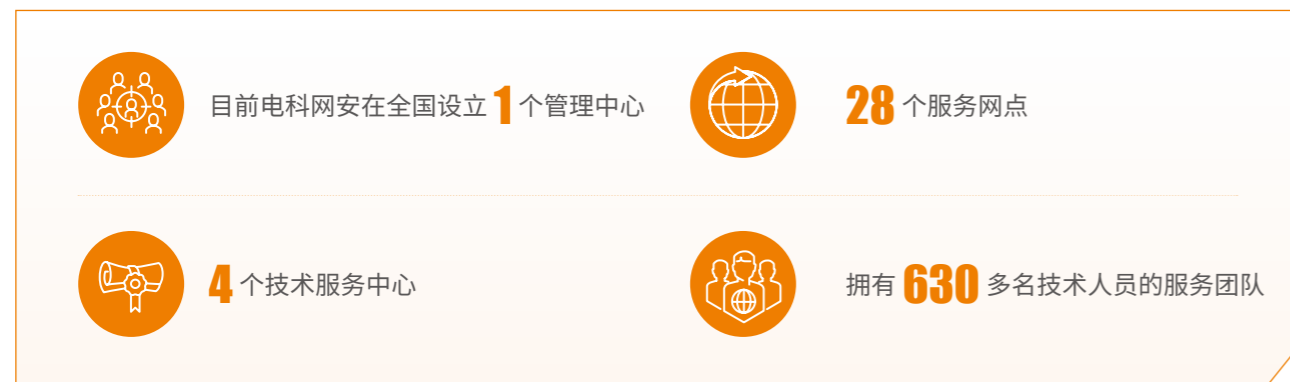 目前电科网安在全国设立 1 个管理中心
28 个服务网点
4 个技术服务中心
拥有 630 多名技术人员的服务团队